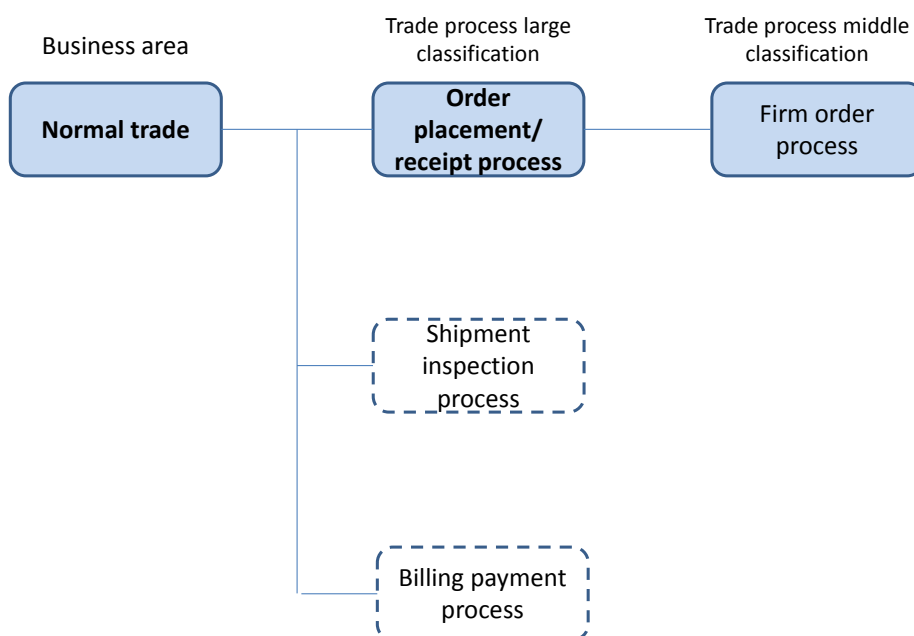 Business area
Trade process large
classification
Trade process middle
classification
Normal trade
Order
placement/
receipt process
Firm order
process
Shipment
inspection
process
Billing payment
process